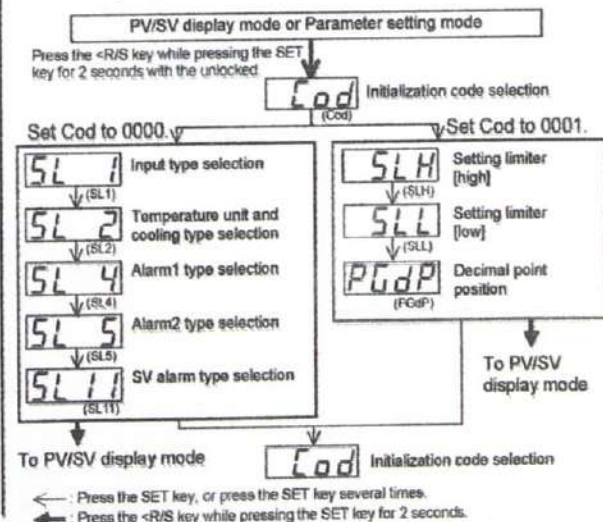 PV/SV display mode or Parameter setting mode
Press the <R/S key while pressing the SET
key for 2 seconds with the unlocked
Cod
Initialization code selection
(Cod)
Set Cod to 0000.
Set Cod to 0001.
SL 1
Input type selection
(SL1)
SL 2
Temperature unit and
cooling type selection
(SL2)
SL 4
Alarm1 type selection
(SL4)
SL 5
Alarm2 type selection
(SL5)
SL11
SV alarm type selection
(SL11)
SLH
Setting limiter
[high]
(SLH)
SLL
Setting limiter
[low]
(SLL)
PGdP
Decimal point
position
(PGdP)
To PV/SV
display mode
To PV/SV display mode
Cod
Initialization code selection
: Press the SET key, or press the SET key several times.
: Press the <R/S key while pressing the SET key for 2 seconds.